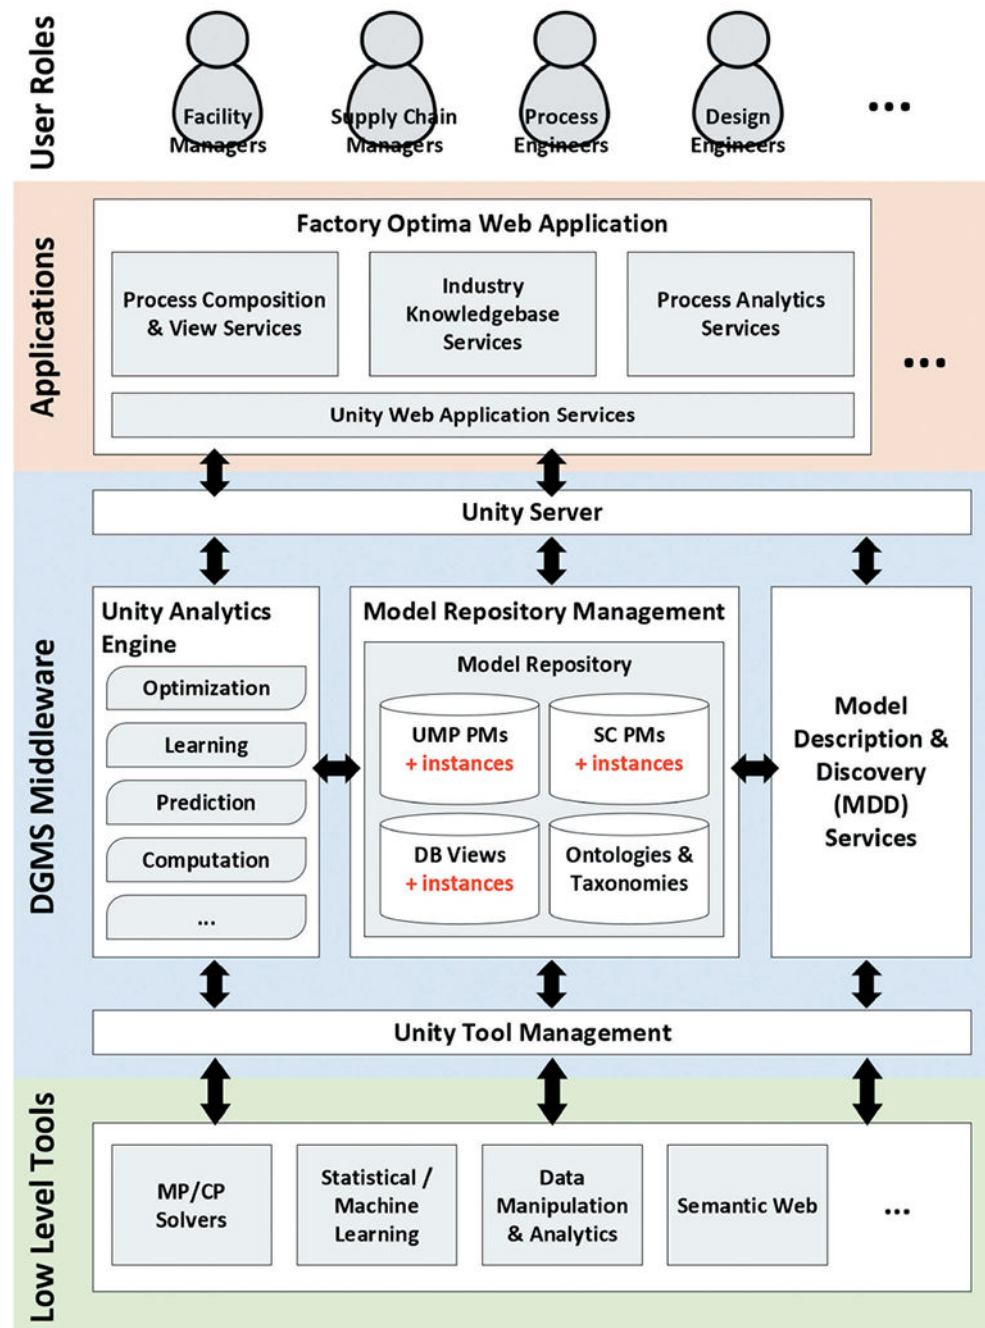 User Roles
Facility
Managers
Supply Chain
Managers
Process
Engineers
Design
Engineers
...
Applications
Factory Optima Web Application
Process Composition
& View Services
Industry
Knowledgebase
Services
Process Analytics
Services
...
Unity Web Application Services
DGMS Middleware
Unity Server
Unity Analytics
Engine
Optimization
Learning
Prediction
Computation
...
Model Repository Management
Model Repository
UMP PMs
+ instances
SC PMs
+ instances
DB Views
+ instances
Ontologies &
Taxonomies
Model
Description &
Discovery
(MDD)
Services
Unity Tool Management
Low Level Tools
MP/CP
Solvers
Statistical /
Machine
Learning
Data
Manipulation
& Analytics
Semantic Web
...